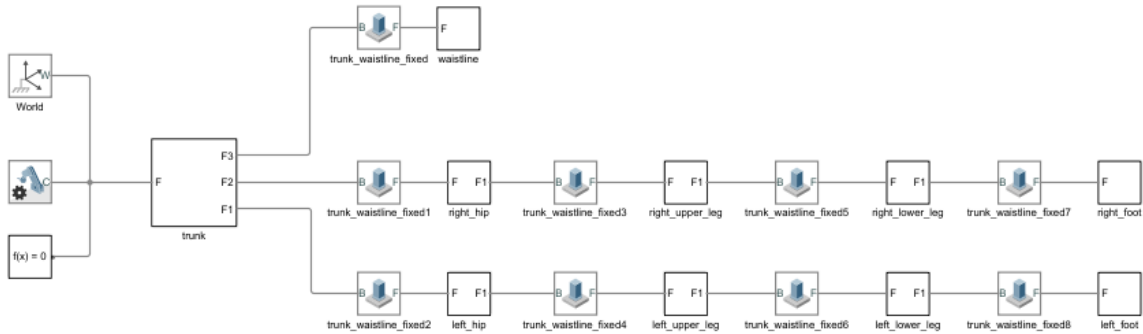 B F F
trunk_waistline_fixed waistline
W
World
F3
C F F2 B F F F1 B F F F1 B F F F1 B F F
F1 trunk_waistline_fixed1 right_hip trunk_waistline_fixed3 right_upper_leg trunk_waistline_fixed5 right_lower_leg trunk_waistline_fixed7 right_foot
trunk
f(x) = 0
B F F F1 B F F F1 B F F F1 B F F
trunk_waistline_fixed2 left_hip trunk_waistline_fixed4 left_upper_leg trunk_waistline_fixed6 left_lower_leg trunk_waistline_fixed8 left_foot